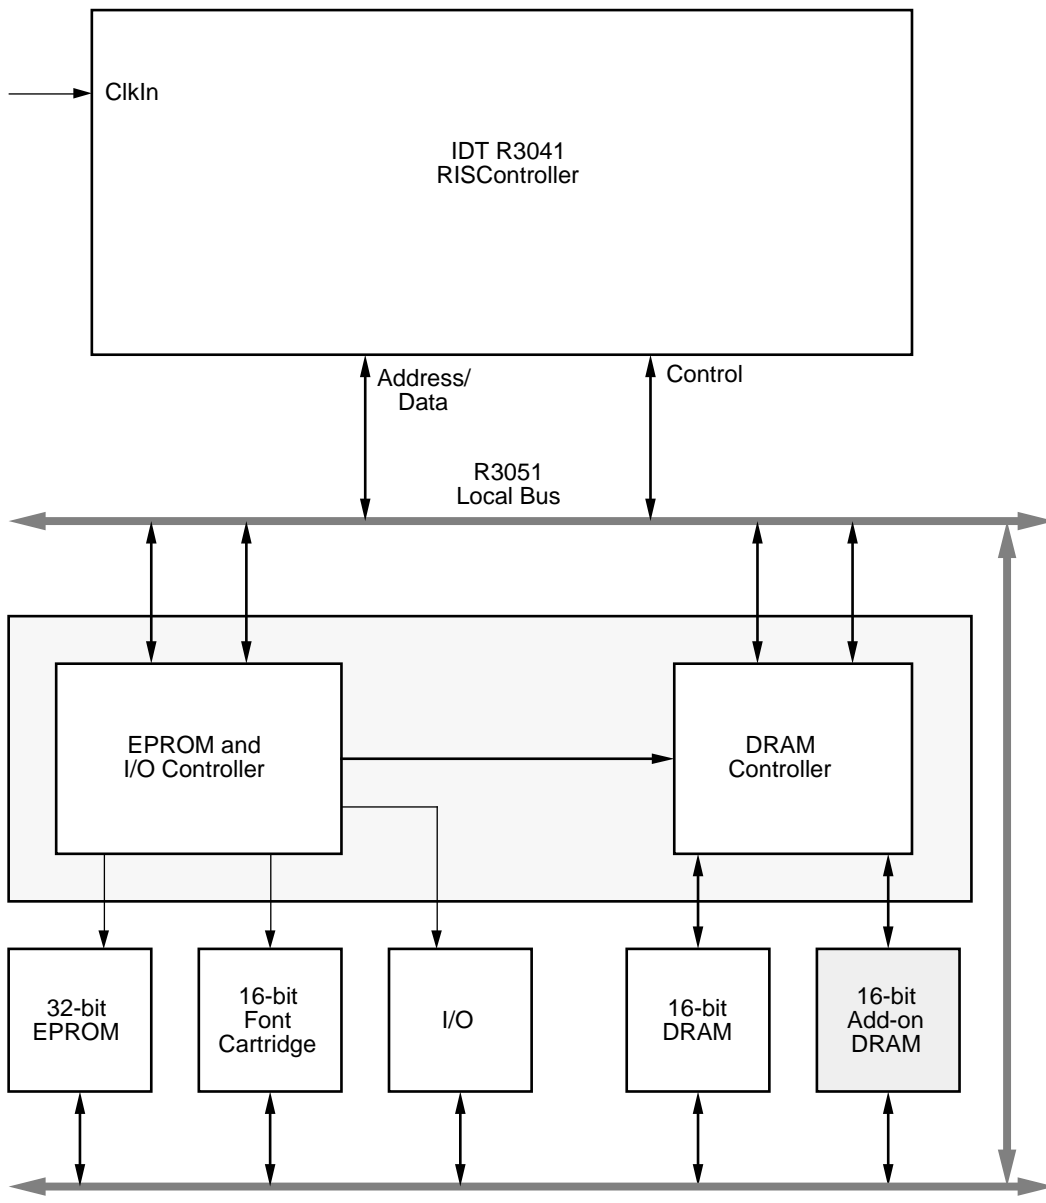 ClkIn
IDT R3041
RISController
Address/
Data
Control
R3051
Local Bus
EPROM and
I/O Controller
DRAM
Controller
32-bit
EPROM
16-bit
Font
Cartridge
I/O
16-bit
DRAM
16-bit
Add-on
DRAM